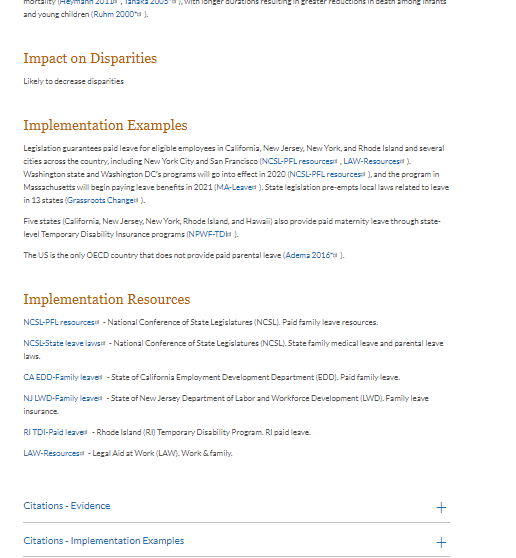 mortality (Heymann 2011, Tanaka 2005*), with longer durations resulting in greater reductions in death among infants
and young children (Ruhm 2000*).
Impact on Disparities
Likely to decrease disparities
Implementation Examples
Legislation guarantees paid leave for eligible employees in California, New Jersey, New York, and Rhode Island and several
cities across the country, including New York City and San Francisco (NCSL-PFL resources, LAW-Resources).
Washington state and Washington DC's programs will go into effect in 2020 (NCSL-PFL resources), and the program in
Massachusetts will begin paying leave benefits in 2021 (MA-Leave). State legislation pre-empts local laws related to leave
in 13 states (Grassroots Change).
Five states (California, New Jersey, New York, Rhode Island, and Hawaii) also provide paid maternity leave through state-
level Temporary Disability Insurance programs (NPWF-TDI).
The US is the only OECD country that does not provide paid parental leave (Adema 2016*).
Implementation Resources
NCSL-PFL resources - National Conference of State Legislatures (NCSL). Paid family leave resources.
NCSL-State leave laws - National Conference of State Legislatures (NCSL). State family medical leave and parental leave
laws.
CA EDD-Family leave - State of California Employment Development Department (EDD). Paid family leave.
NJ LWD-Family leave - State of New Jersey Department of Labor and Workforce Development (LWD). Family leave
insurance.
RI TDI-Paid leave - Rhode Island (RI) Temporary Disability Program. RI paid leave.
LAW-Resources - Legal Aid at Work (LAW). Work & family.
Citations - Evidence +
Citations - Implementation Examples +